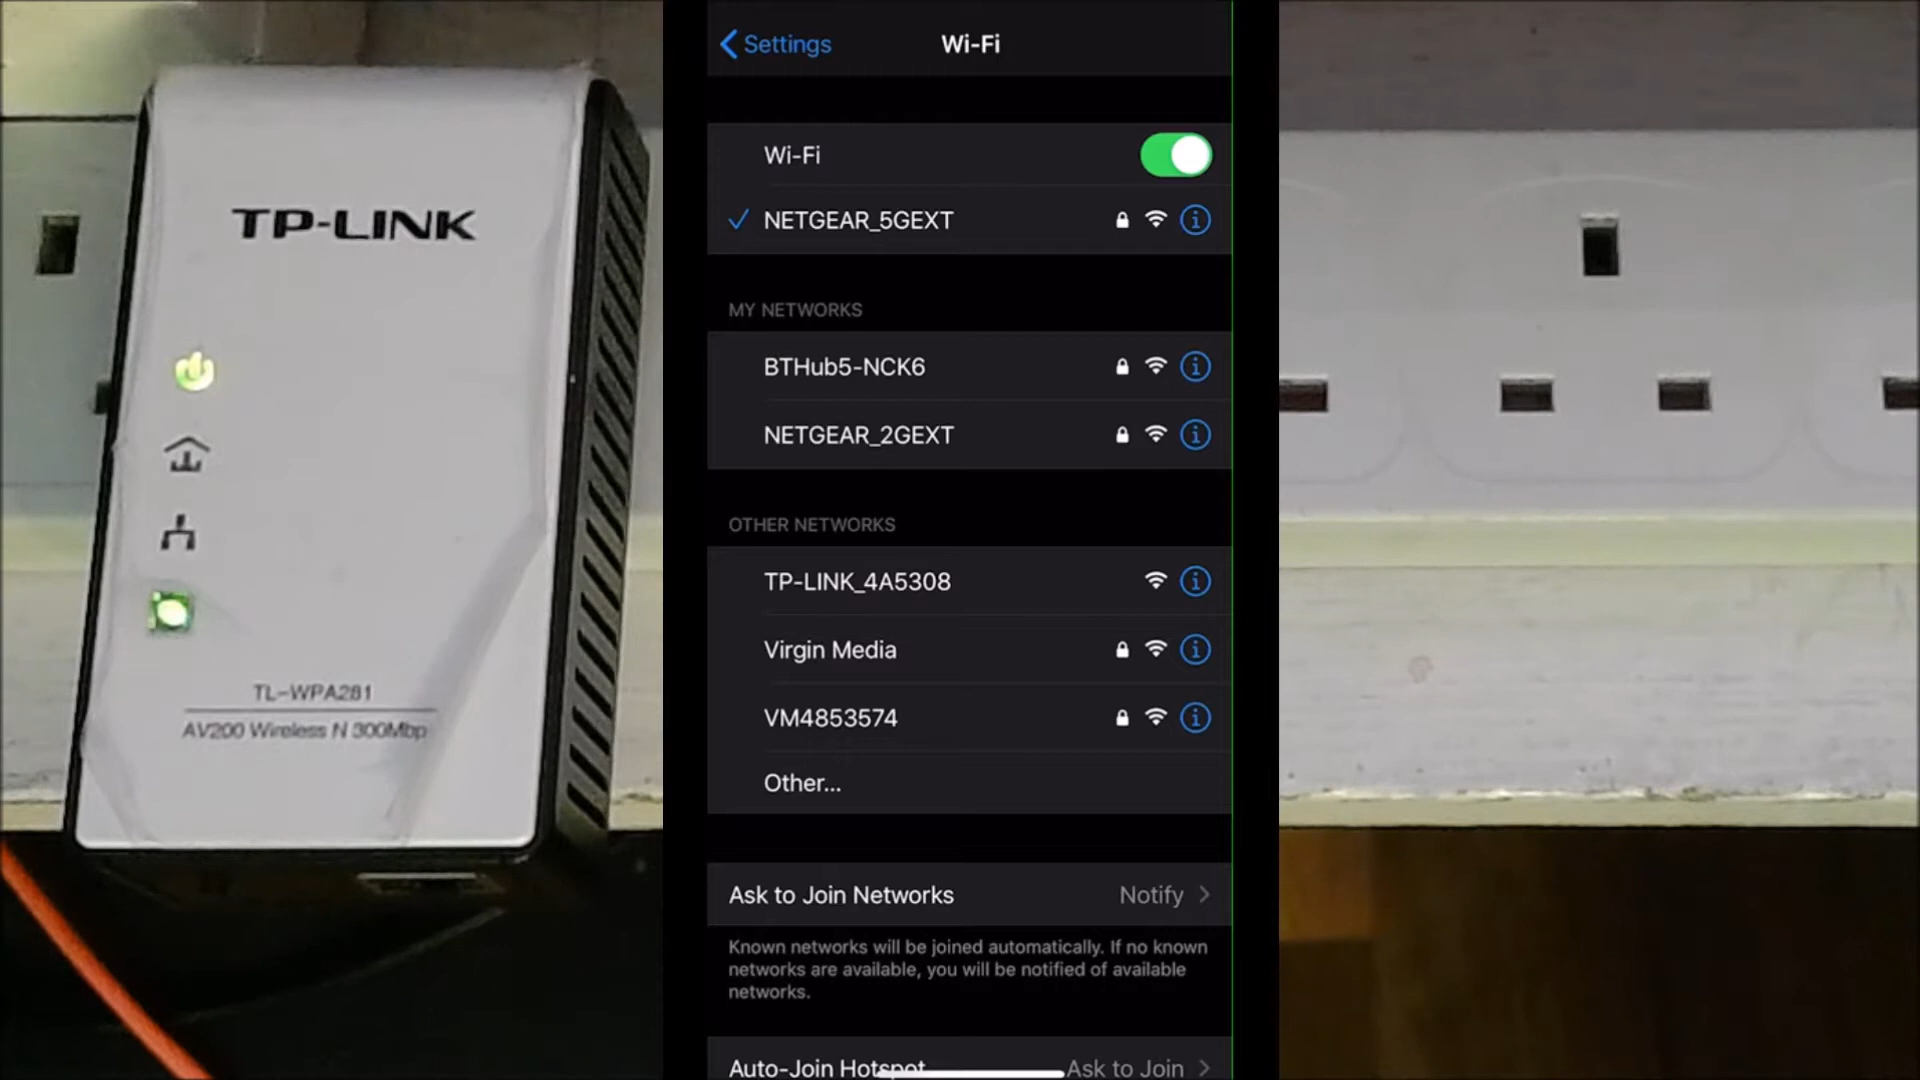 TP-LINK
TL-WPA281
AV200 Wireless N 300Mbp
Settings
Wi-Fi
Wi-Fi
NETGEAR_5GEXT
MY NETWORKS
BTHub5-NCK6
NETGEAR_2GEXT
OTHER NETWORKS
TP-LINK_4A5308
Virgin Media
VM4853574
Other...
Ask to Join Networks Notify
Known networks will be joined automatically. If no known
networks are available, you will be notified of available
networks.
Auto-Join Hotspot Ask to Join